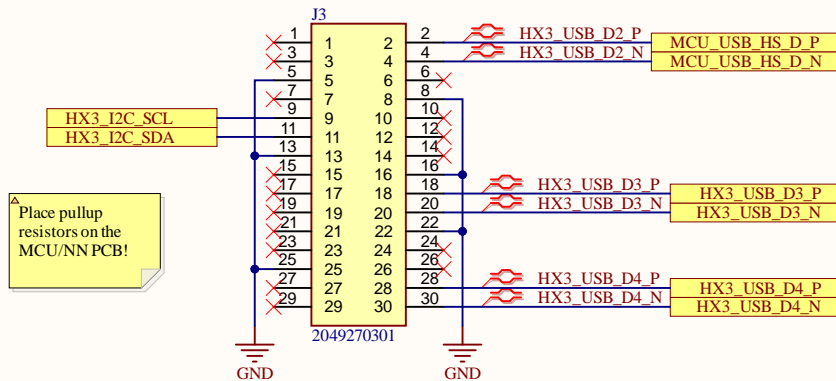 J3
1 1 2 2 HX3_USB_D2_P MCU_USB_HS_D_P
3 3 4 4 HX3_USB_D2_N MCU_USB_HS_D_N
5 5 6 6
7 7 8 8
HX3_I2C_SCL 9 9 10 10
HX3_I2C_SDA 11 11 12 12
13 13 14 14
15 15 16 16
17 17 18 18 HX3_USB_D3_P HX3_USB_D3_P
19 19 20 20 HX3_USB_D3_N HX3_USB_D3_N
21 21 22 22
23 23 24 24
25 25 26 26
27 27 28 28 HX3_USB_D4_P HX3_USB_D4_P
29 29 30 30 HX3_USB_D4_N HX3_USB_D4_N
Place pullup
resistors on the
MCU/NN PCB!
2049270301
GND GND